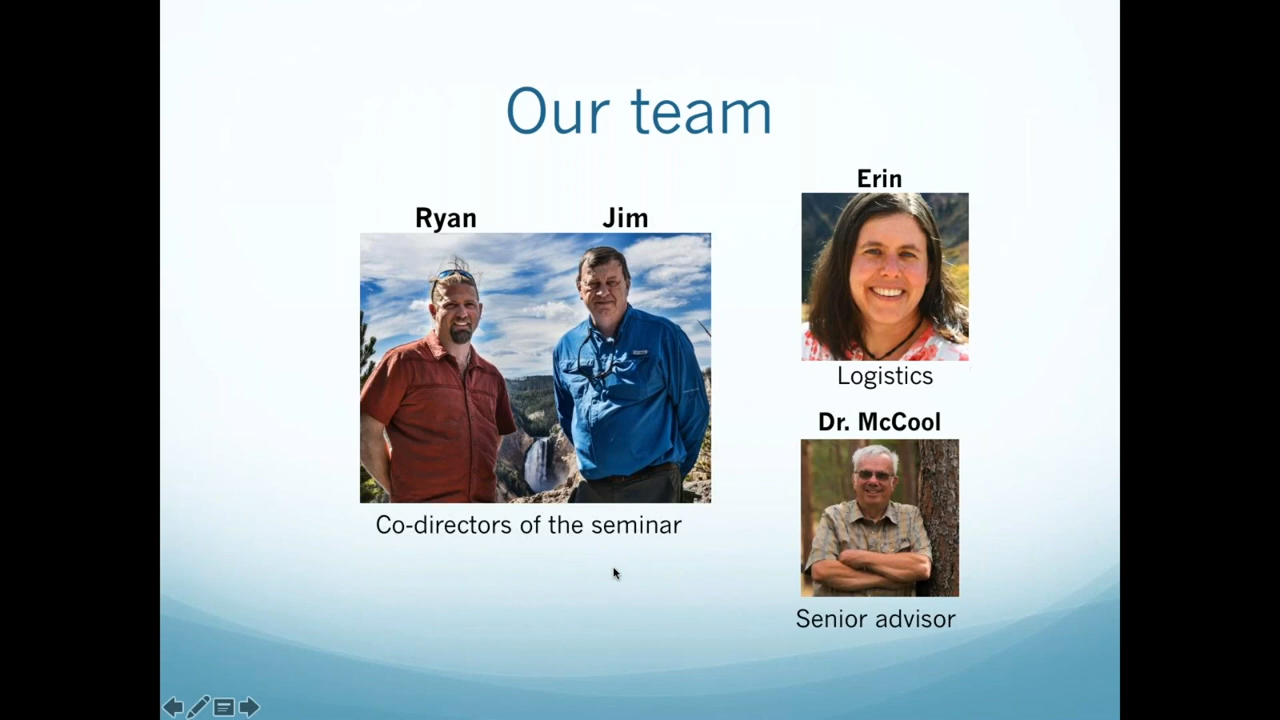 Our team
Ryan
Jim
Co-directors of the seminar
Erin
Logistics
Dr. McCool
Senior advisor